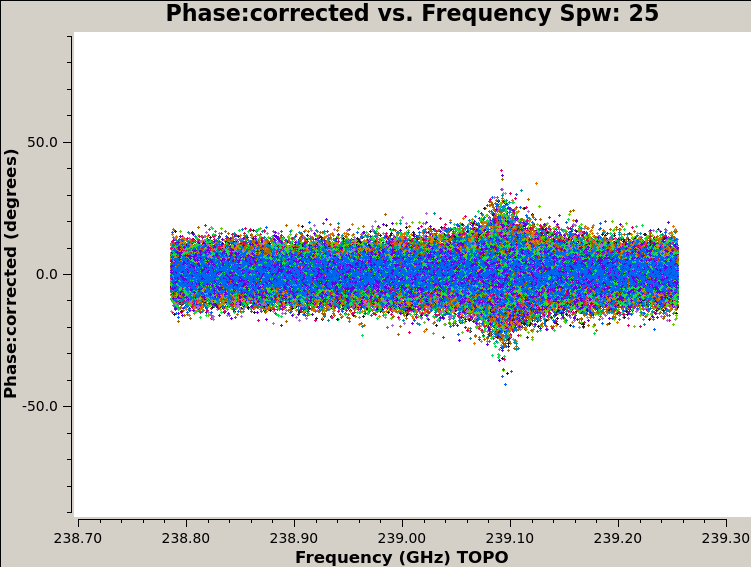 Phase:corrected vs. Frequency Spw: 25
Phase:corrected (degrees)
50.0
0.0
-50.0
238.70 238.80 238.90 239.00 239.10 239.20 239.30
Frequency (GHz) TOPO